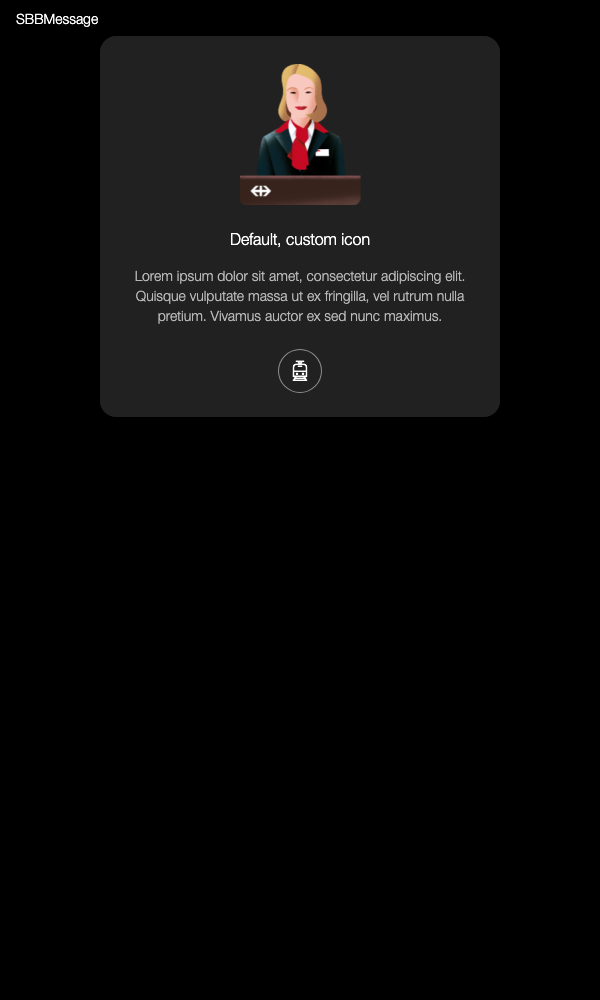 SBBMessage
Default, custom icon
Lorem ipsum dolor sit amet, consectetur adipiscing elit.
Quisque vulputate massa ut ex fringilla, vel rutrum nulla
pretium. Vivamus auctor ex sed nunc maximus.